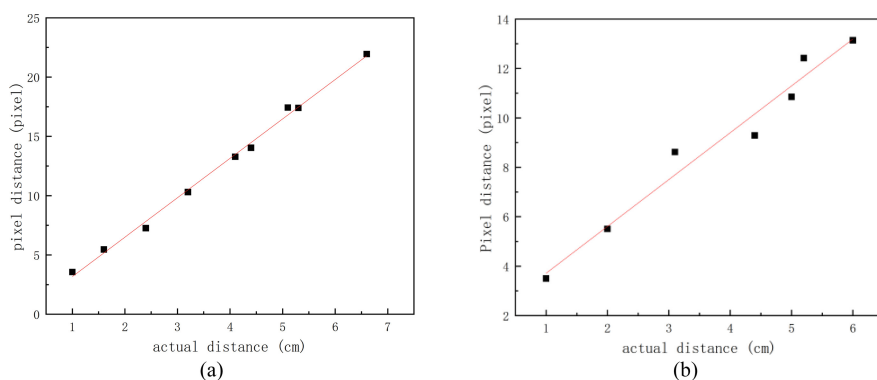 25
20
15
10
5
0
pixel distance (pixel)
1 2 3 4 5 6 7
actual distance (cm)
(a)
14
12
10
8
6
4
2
Pixel distance (pixel)
1 2 3 4 5 6
actual distance (cm)
(b)